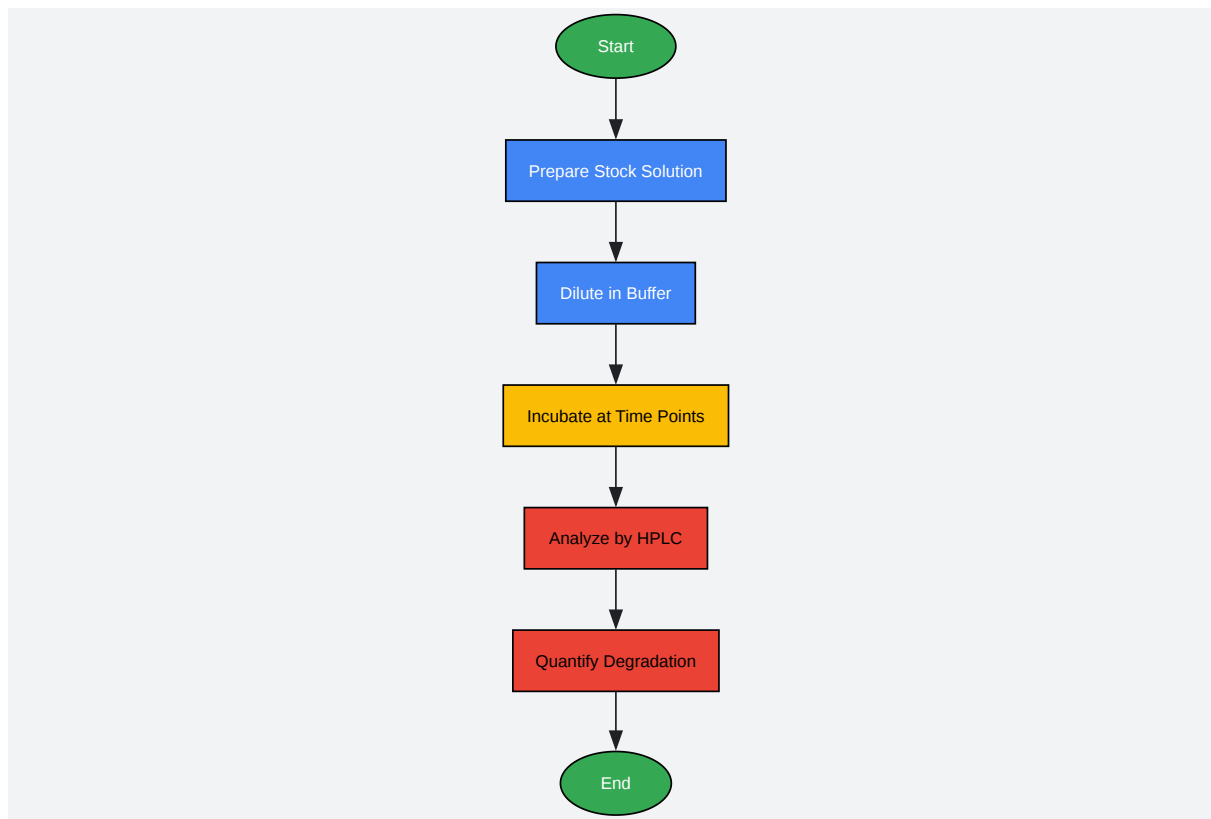 Start
Prepare Stock Solution
Dilute in Buffer
Incubate at Time Points
Analyze by HPLC
Quantify Degradation
End